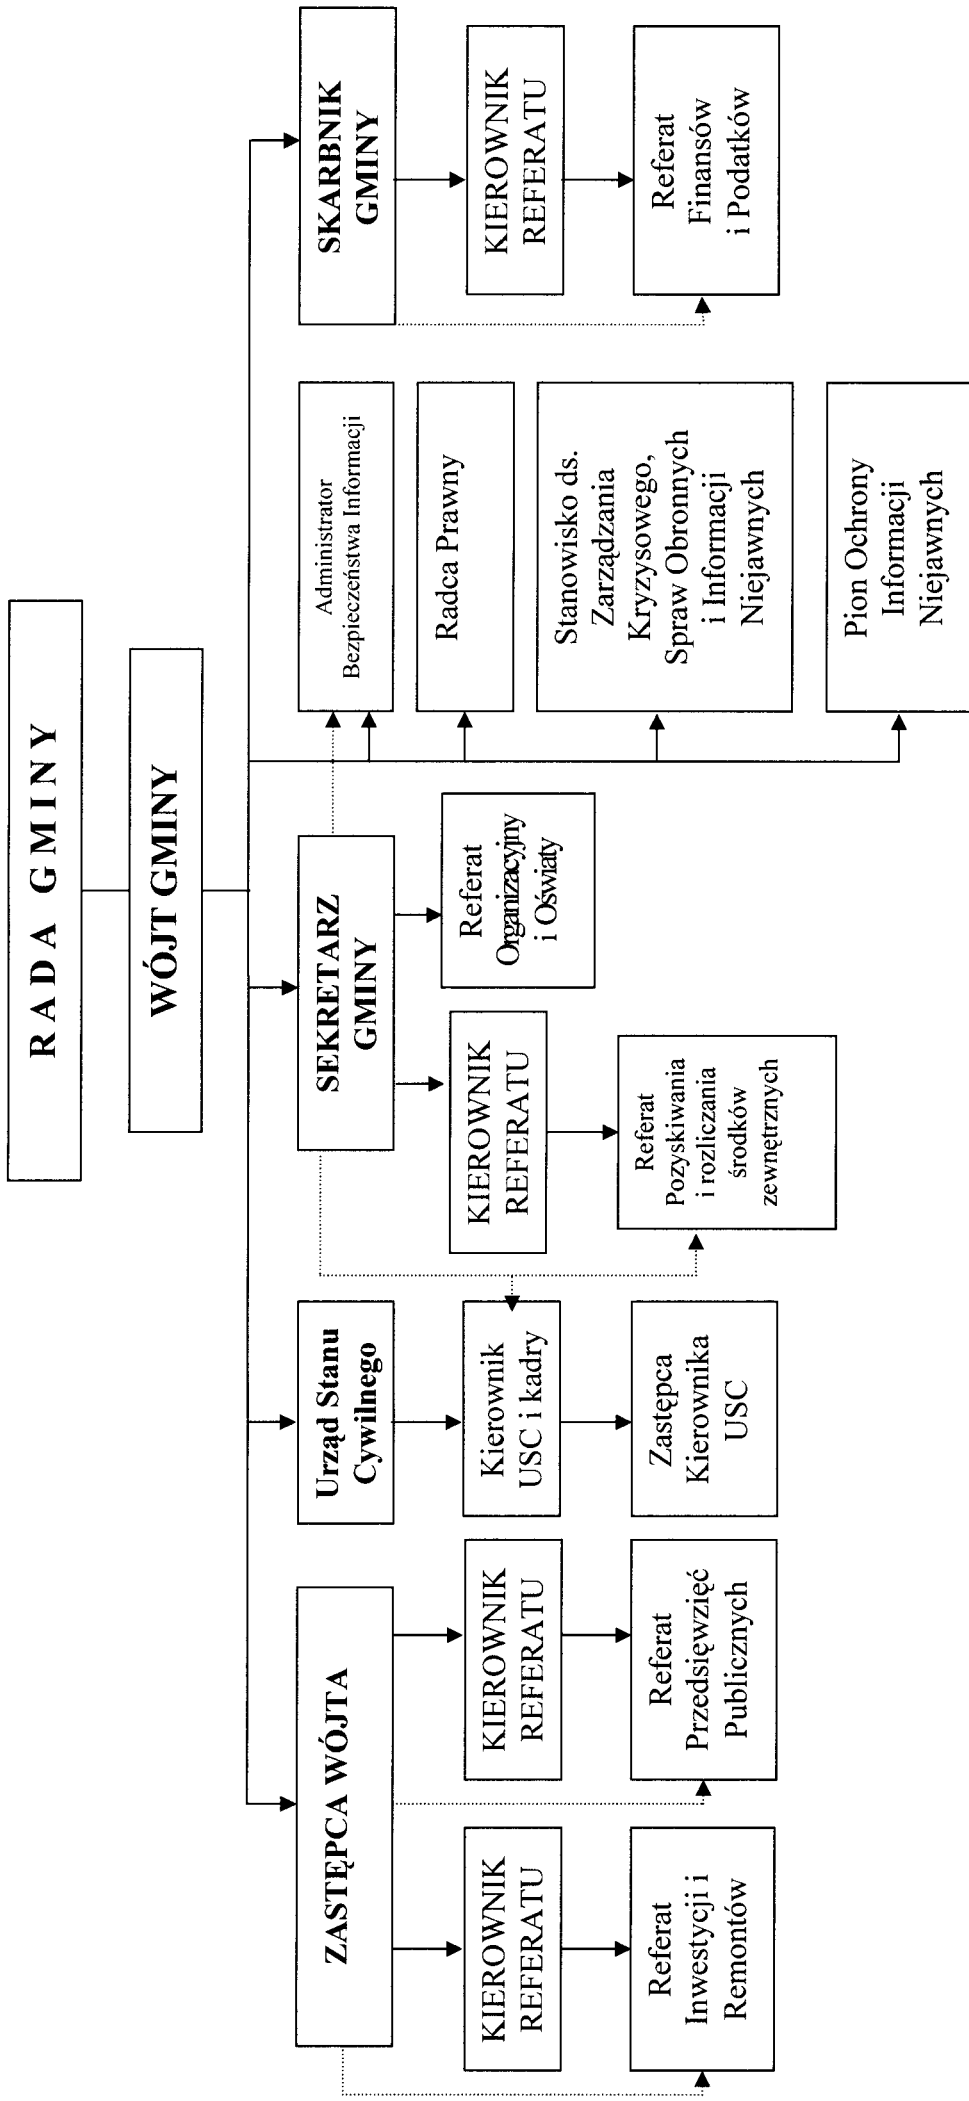 RADA GMINY
WÓJT GMINY
ZASTĘPCA WÓJTA
KIEROWNIK
REFERATU
Referat
Inwestycji i
Remontów
KIEROWNIK
REFERATU
Referat
Przedsięwzięć
Publicznych
Urząd Stanu
Cywilnego
Kierownik
USC i kadry
Zastępca
Kierownika
USC
SEKRETARZ
GMINY
KIEROWNIK
REFERATU
Referat
Pozyskiwania
i rozliczania
środków
zewnętrznych
Referat
Organizacyjny
i Oświaty
Administrator
Bezpieczeństwa Informacji
Radca Prawny
Stanowisko ds.
Zarządzania
Kryzysowego,
Spraw Obronnych
i Informacji
Niejawnych
Pion Ochrony
Informacji
Niejawnych
SKARBNIK
GMINY
KIEROWNIK
REFERATU
Referat
Finansów
i Podatków